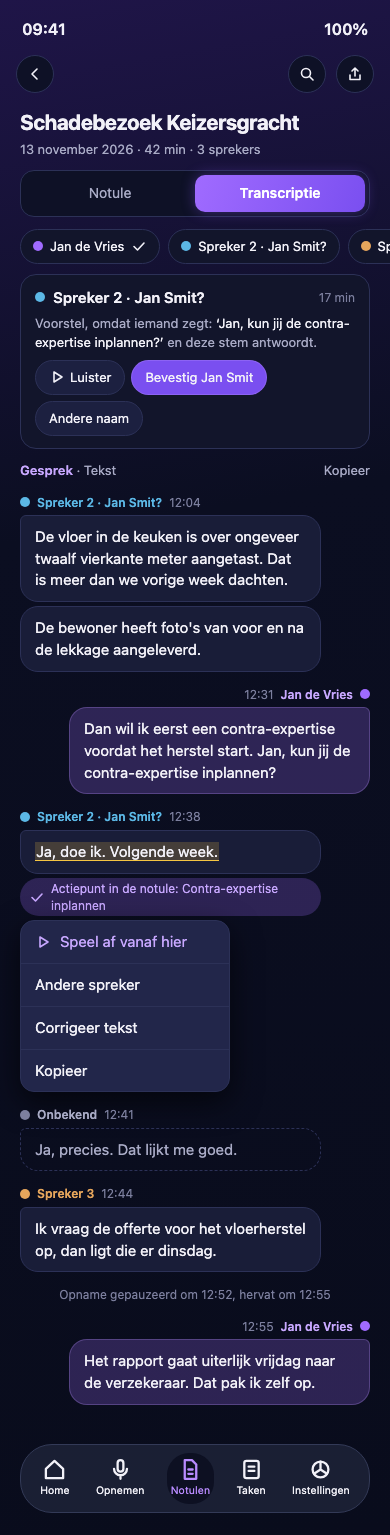 09:41 100%
Schadebezoek Keizersgracht
13 november 2026 · 42 min · 3 sprekers
Notule Transcriptie
Jan de Vries Spreker 2 · Jan Smit? Sp
Spreker 2 · Jan Smit? 17 min
Voorstel, omdat iemand zegt: ‘Jan, kun jij de contra-
expertise inplannen?’ en deze stem antwoordt.
Luister Bevestig Jan Smit
Andere naam
Gesprek · Tekst Kopieer
Spreker 2 · Jan Smit? 12:04
De vloer in de keuken is over ongeveer
twaalf vierkante meter aangetast. Dat
is meer dan we vorige week dachten.
De bewoner heeft foto's van voor en na
de lekkage aangeleverd.
12:31 Jan de Vries
Dan wil ik eerst een contra-expertise
voordat het herstel start. Jan, kun jij de
contra-expertise inplannen?
Spreker 2 · Jan Smit? 12:38
Ja, doe ik. Volgende week.
Actiepunt in de notule: Contra-expertise
inplannen
Speel af vanaf hier
Andere spreker
Corrigeer tekst
Kopieer
Onbekend 12:41
Ja, precies. Dat lijkt me goed.
Spreker 3 12:44
Ik vraag de offerte voor het vloerherstel
op, dan ligt die er dinsdag.
Opname gepauzeerd om 12:52, hervat om 12:55
12:55 Jan de Vries
Het rapport gaat uiterlijk vrijdag naar
de verzekeraar. Dat pak ik zelf op.
Home Opnemen Notulen Taken Instellingen